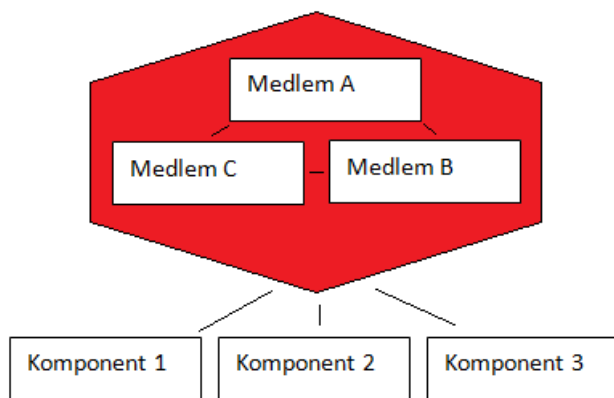 Medlem A
Medlem C
Medlem B
Komponent 1
Komponent 2
Komponent 3